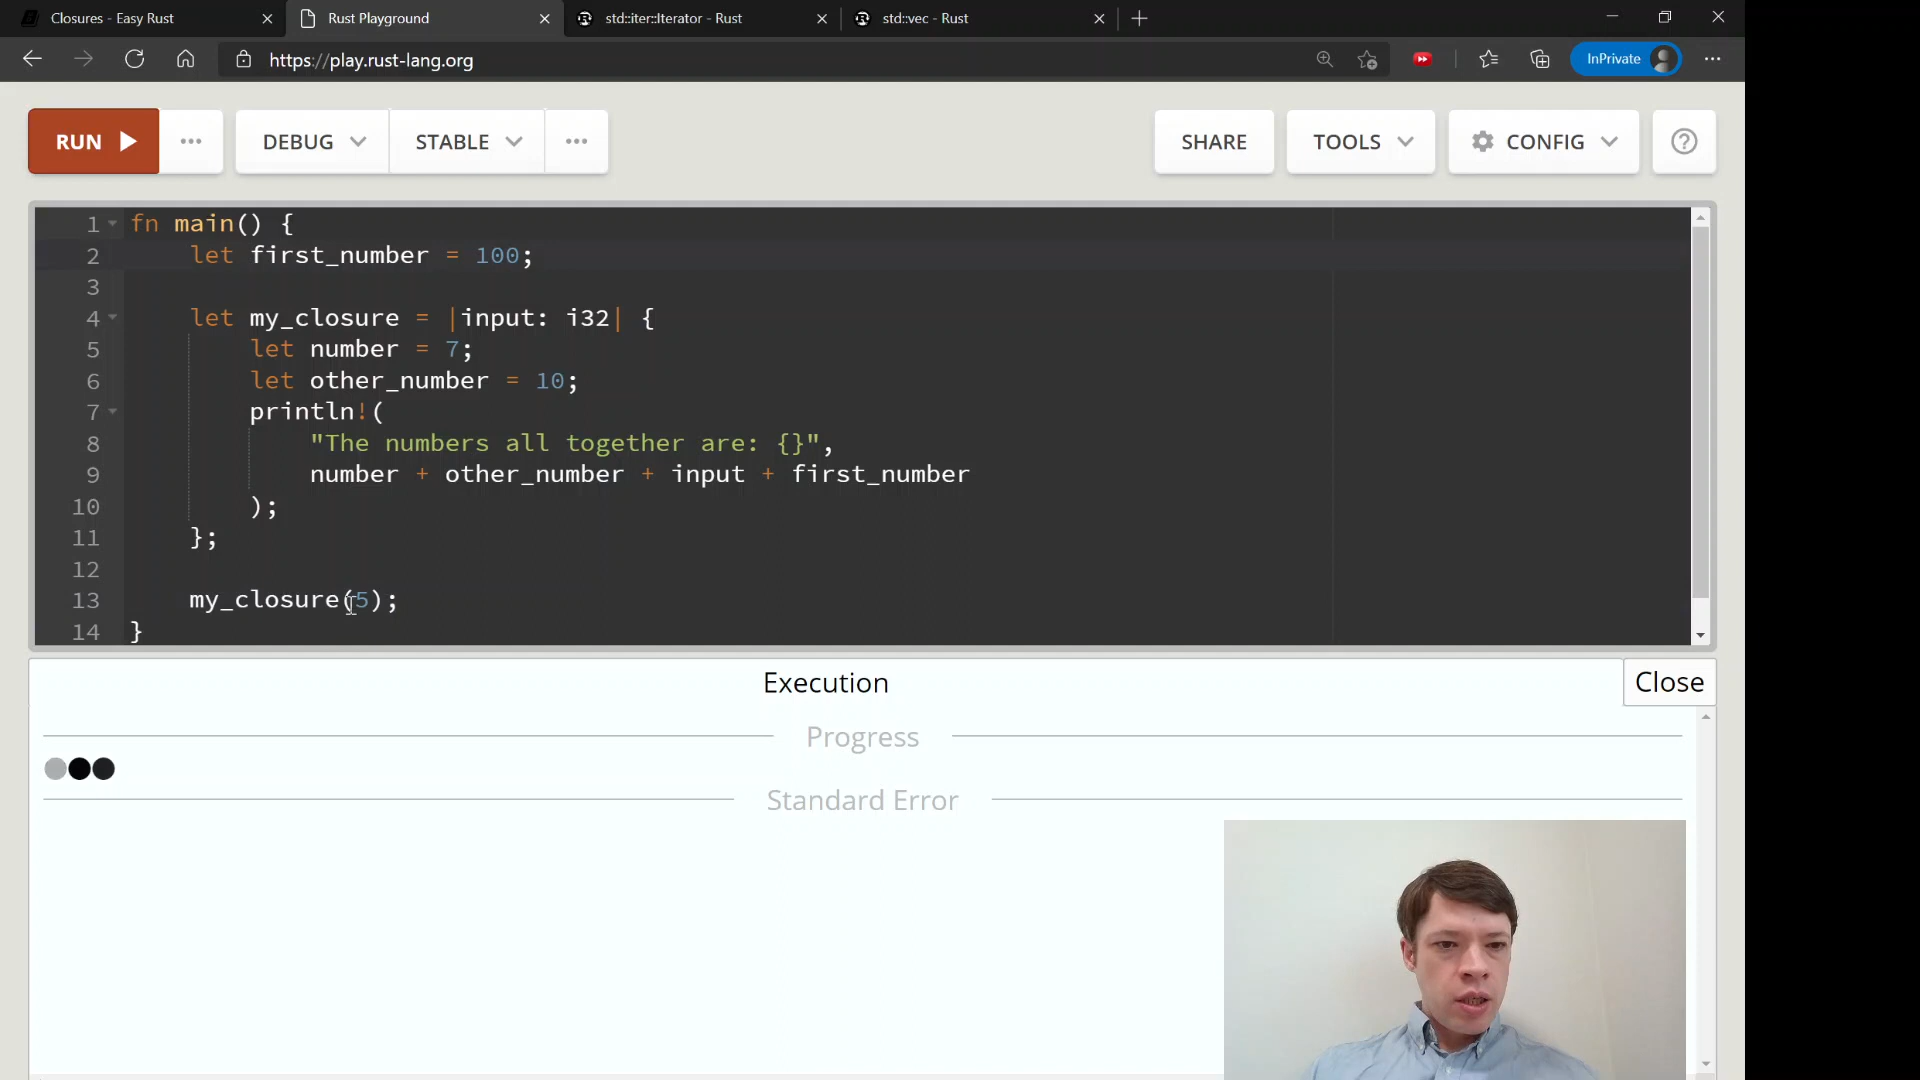 Closures - Easy Rust
Rust Playground
std::iter::Iterator - Rust
std::vec - Rust
https://play.rust-lang.org
InPrivate
RUN
DEBUG
STABLE
SHARE
TOOLS
CONFIG
1 fn main() {
2 let first_number = 100;
3
4 let my_closure = |input: i32| {
5 let number = 7;
6 let other_number = 10;
7 println!(
8 "The numbers all together are: {}",
9 number + other_number + input + first_number
10 );
11 };
12
13 my_closure(5);
14 }
Execution
Close
Progress
Standard Error